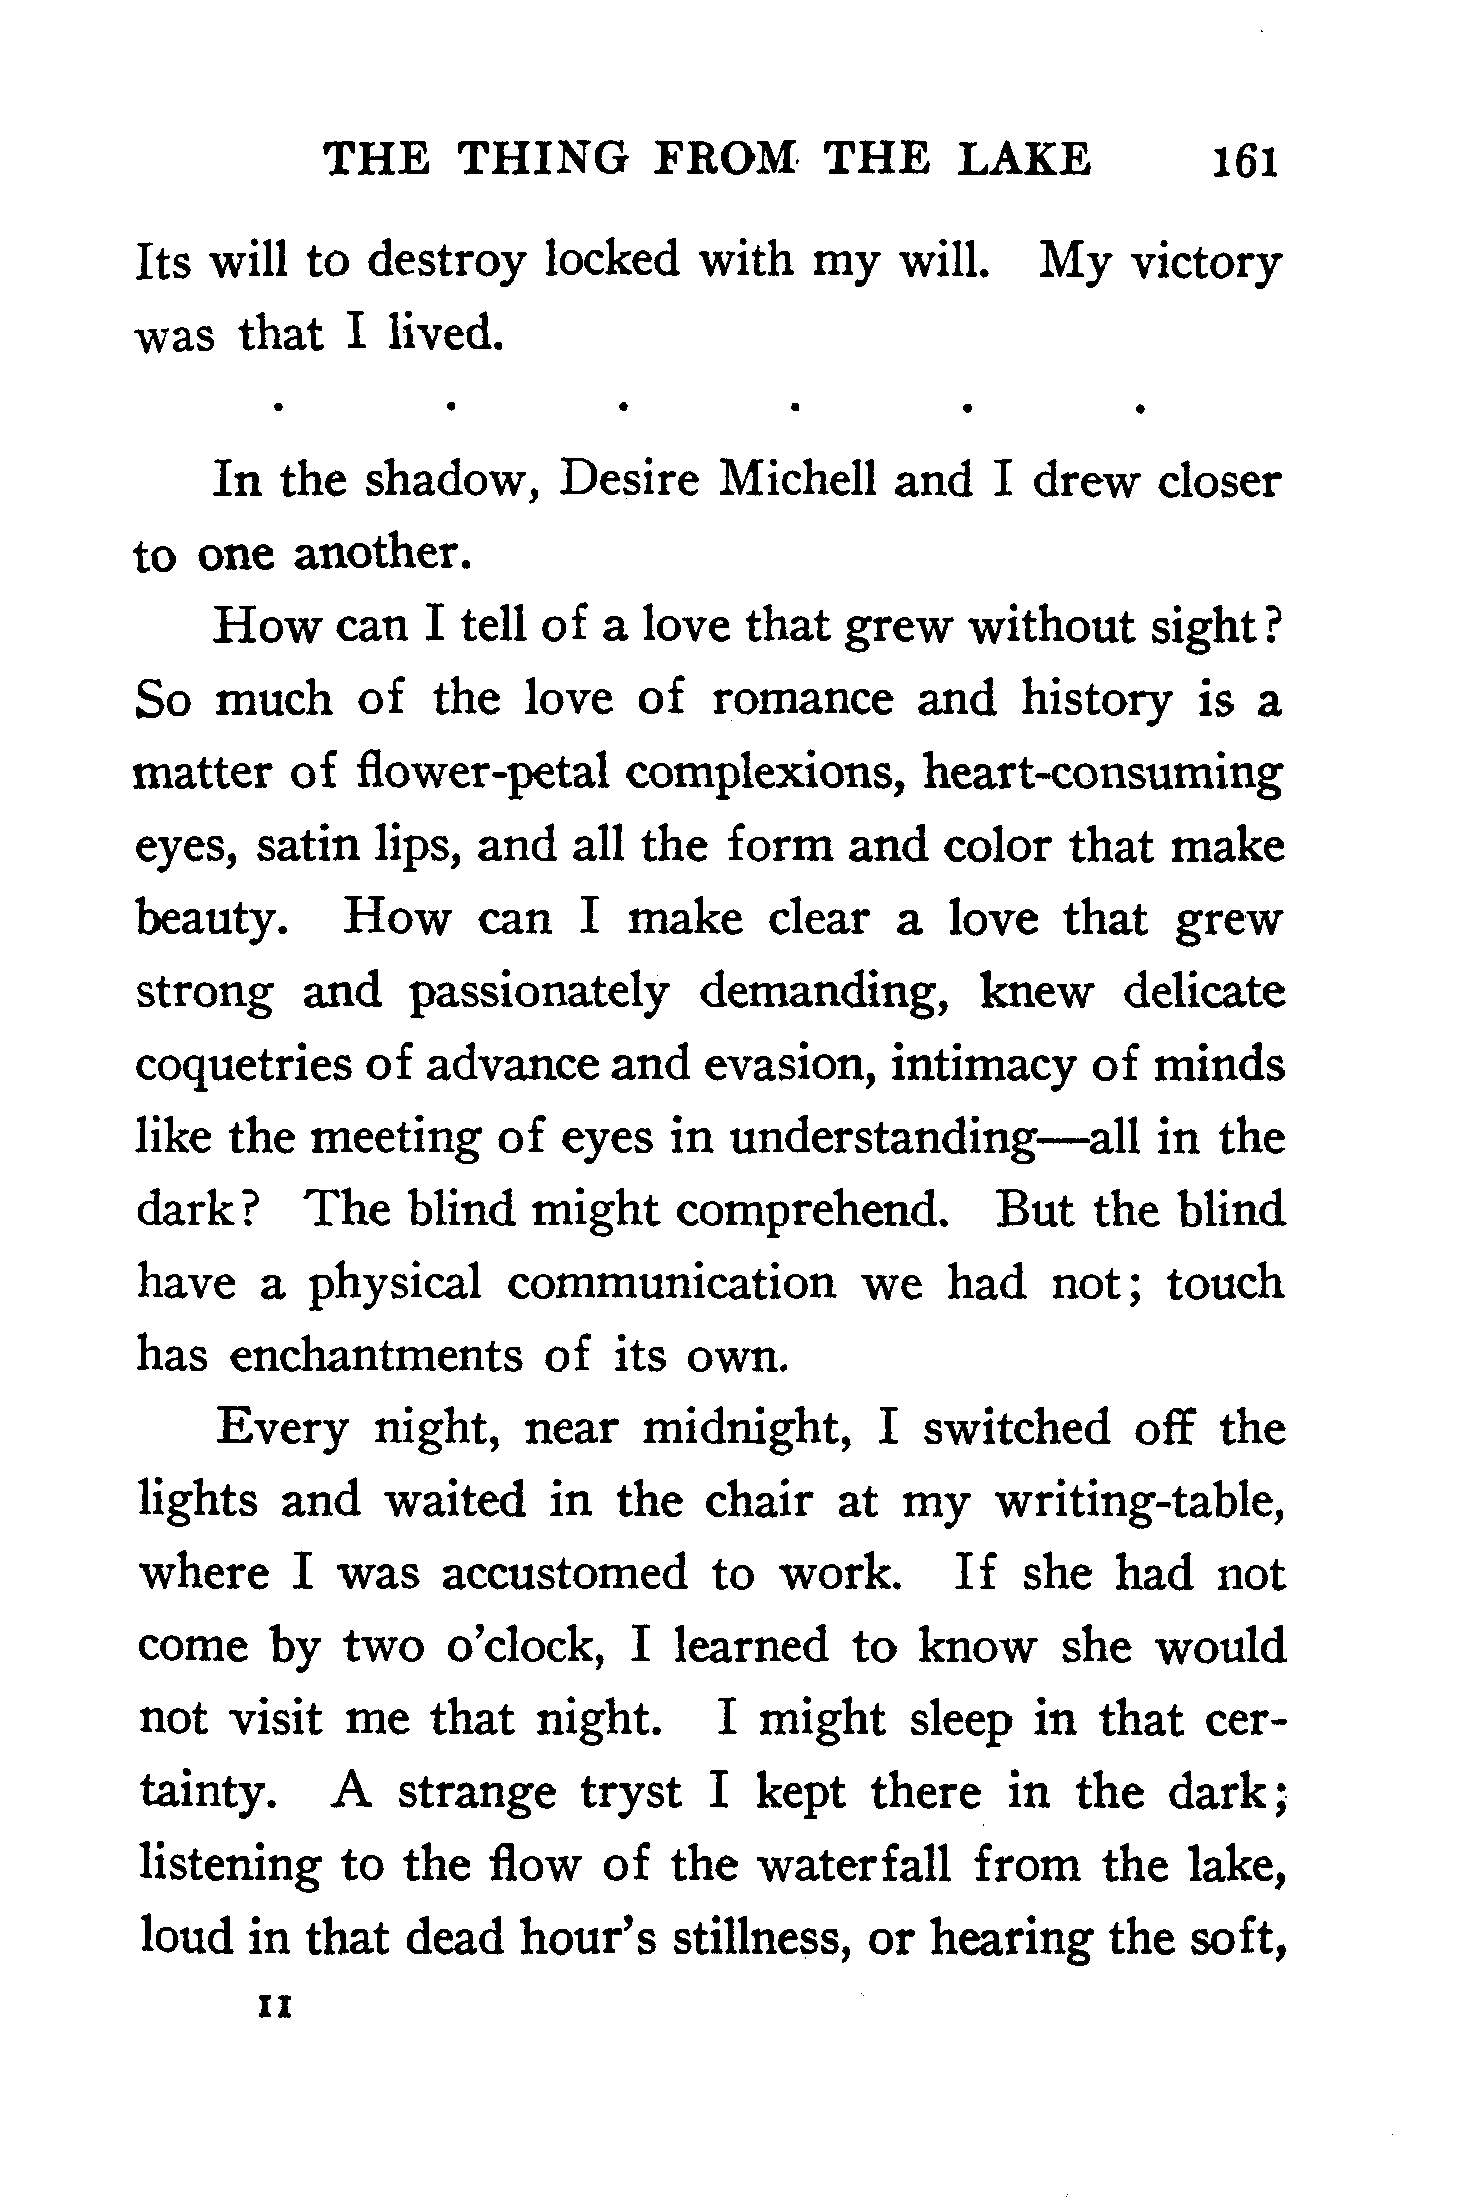 THE THING FROM THE LAKE 161
Its will to destroy locked with my will. My victory
was that I lived.
. . . . . .
In the shadow, Desire Michell and I drew closer
to one another.
How can I tell of a love that grew without sight?
So much of the love of romance and history is a
matter of flower-petal complexions, heart-consuming
eyes, satin lips, and all the form and color that make
beauty. How can I make clear a love that grew
strong and passionately demanding, knew delicate
coquetries of advance and evasion, intimacy of minds
like the meeting of eyes in understanding—all in the
dark? The blind might comprehend. But the blind
have a physical communication we had not; touch
has enchantments of its own.
Every night, near midnight, I switched off the
lights and waited in the chair at my writing-table,
where I was accustomed to work. If she had not
come by two o'clock, I learned to know she would
not visit me that night. I might sleep in that cer-
tainty. A strange tryst I kept there in the dark;
listening to the flow of the waterfall from the lake,
loud in that dead hour's stillness, or hearing the soft,
11